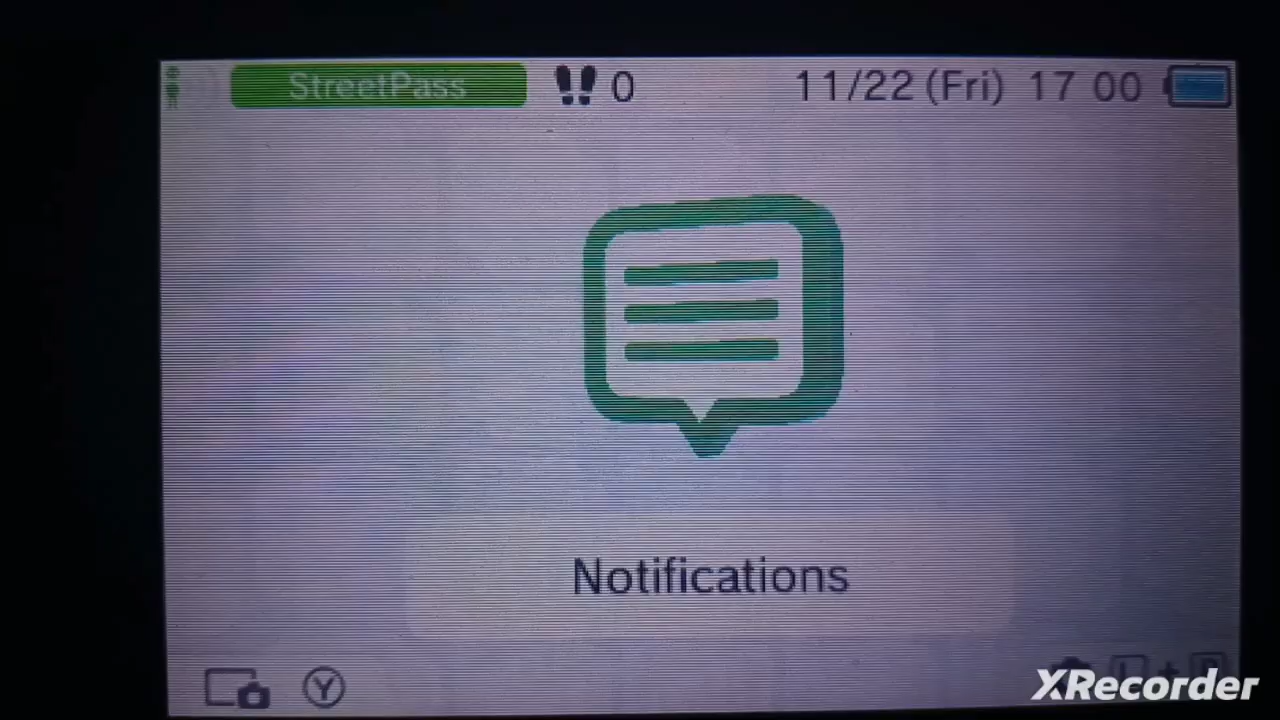 StreetPass 0 11/22 (Fri) 17 00
Notifications
Y
XRecorder